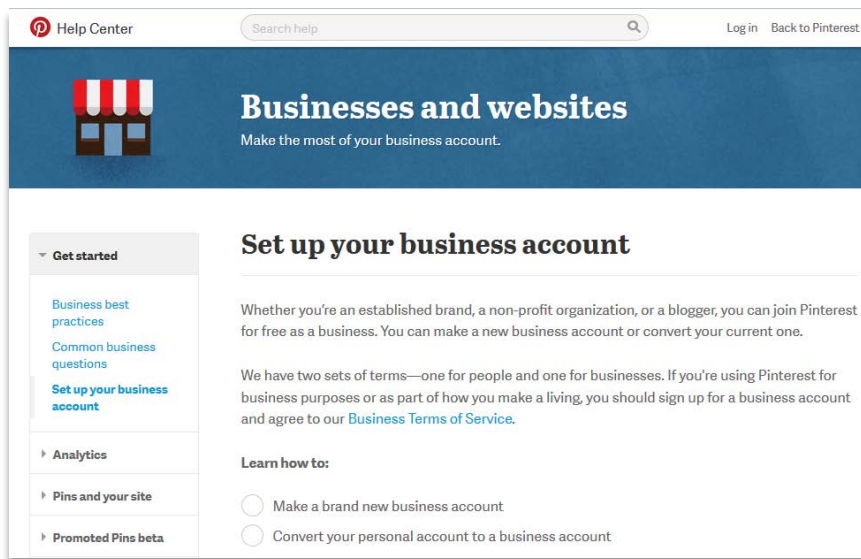 Help Center
Search help
Log in Back to Pinterest
Businesses and websites
Make the most of your business account.
Get started
Business best
practices
Common business
questions
Set up your business
account
Analytics
Pins and your site
Promoted Pins beta
Set up your business account
Whether you're an established brand, a non-profit organization, or a blogger, you can join Pinterest
for free as a business. You can make a new business account or convert your current one.
We have two sets of terms—one for people and one for businesses. If you're using Pinterest for
business purposes or as part of how you make a living, you should sign up for a business account
and agree to our Business Terms of Service.
Learn how to:
Make a brand new business account
Convert your personal account to a business account